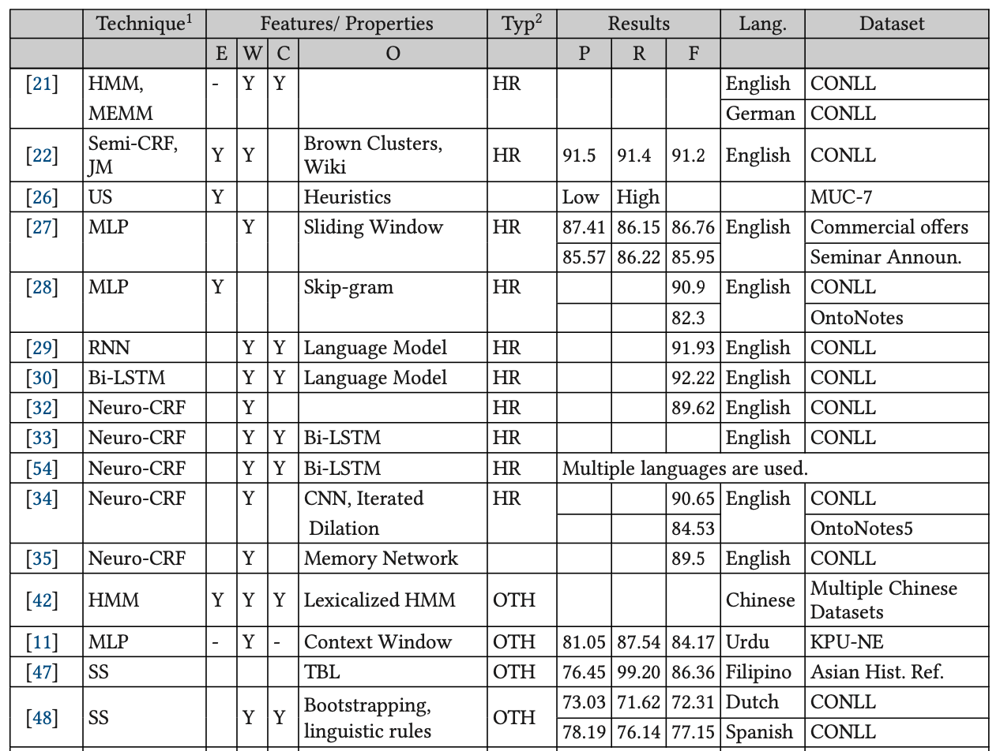 Technique1 Features/ Properties Typ2 Results Lang. Dataset
E W C O P R F
[21] HMM, - Y Y HR English CONLL
MEMM German CONLL
[22] Semi-CRF, JM Y Y Brown Clusters, Wiki HR 91.5 91.4 91.2 English CONLL
[26] US Y Heuristics Low High MUC-7
[27] MLP Y Sliding Window HR 87.41 86.15 86.76 English Commercial offers
85.57 86.22 85.95 Seminar Announ.
[28] MLP Y Skip-gram HR 90.9 English CONLL
82.3 OntoNotes
[29] RNN Y Y Language Model HR 91.93 English CONLL
[30] Bi-LSTM Y Y Language Model HR 92.22 English CONLL
[32] Neuro-CRF Y HR 89.62 English CONLL
[33] Neuro-CRF Y Y Bi-LSTM HR English CONLL
[54] Neuro-CRF Y Y Bi-LSTM HR Multiple languages are used.
[34] Neuro-CRF Y CNN, Iterated HR 90.65 English CONLL
Dilation 84.53 OntoNotes5
[35] Neuro-CRF Y Memory Network 89.5 English CONLL
[42] HMM Y Y Y Lexicalized HMM OTH Chinese Multiple Chinese Datasets
[11] MLP - Y - Context Window OTH 81.05 87.54 84.17 Urdu KPU-NE
[47] SS TBL OTH 76.45 99.20 86.36 Filipino Asian Hist. Ref.
[48] SS Y Y Bootstrapping, linguistic rules OTH 73.03 71.62 72.31 Dutch CONLL
78.19 76.14 77.15 Spanish CONLL